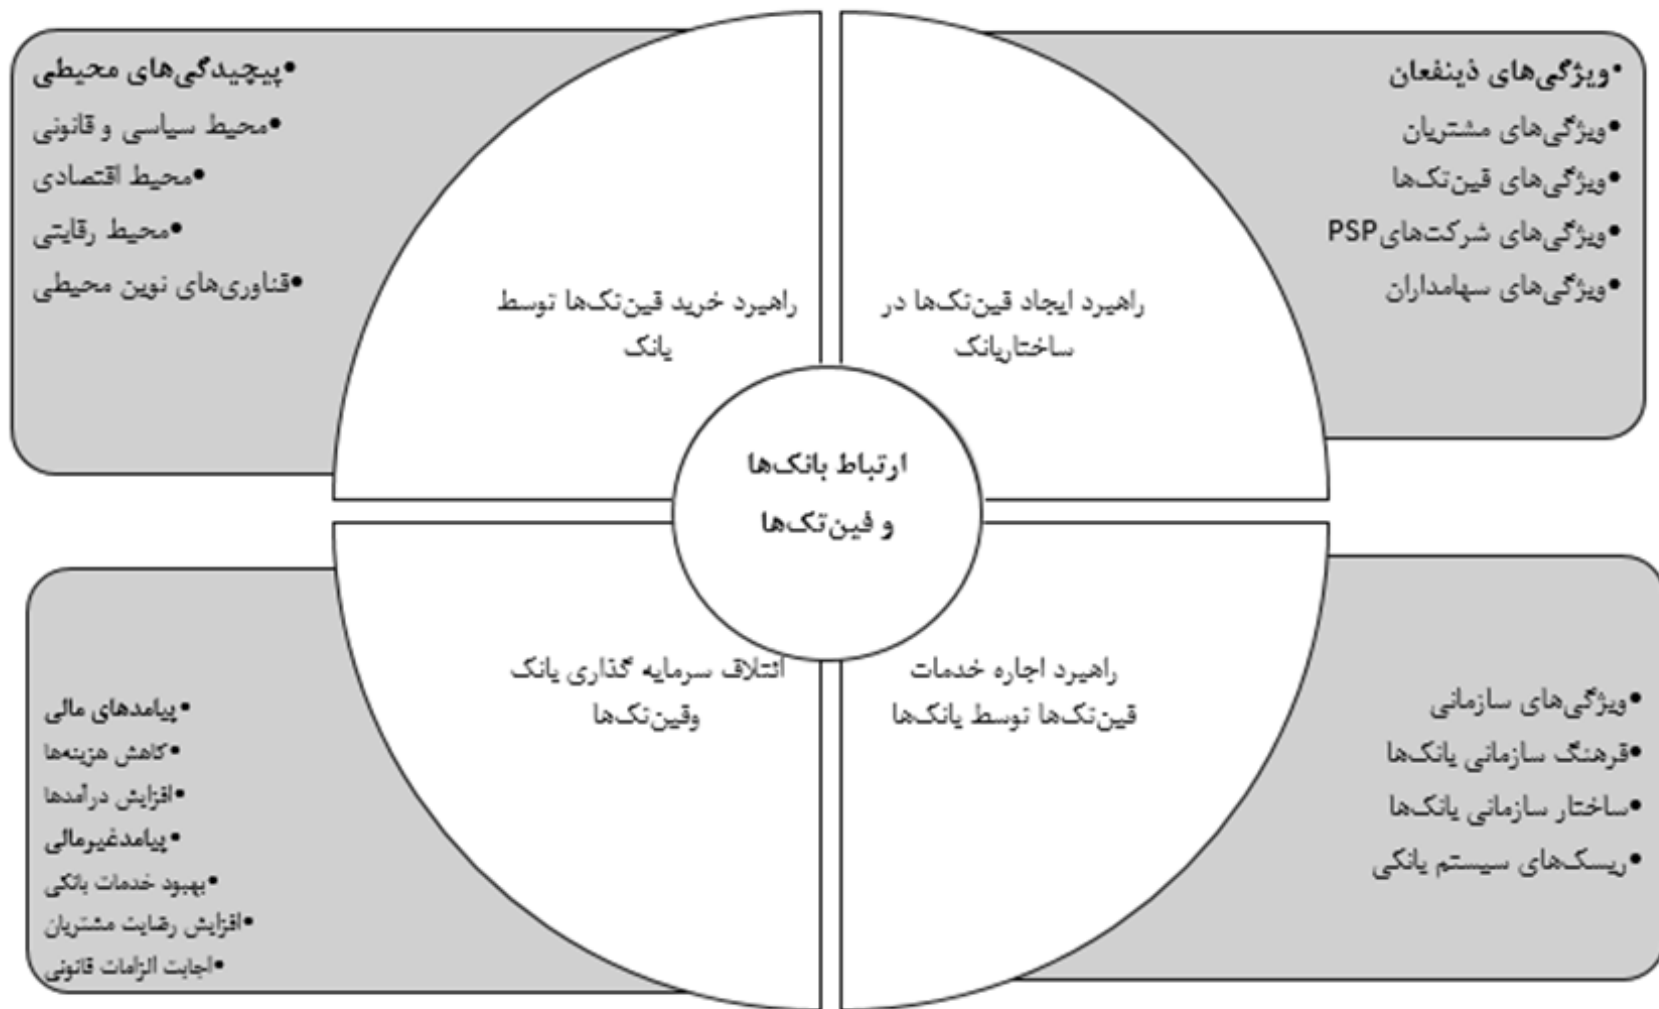 •ویژگی‌های ذینفعان
•ویژگی‌های مشتریان
•ویژگی‌های فین‌تک‌ها
•ویژگی‌های شرکت‌های PSP
•ویژگی‌های سهامداران
•پیچیدگی‌های محیطی
•محیط سیاسی و قانونی
•محیط اقتصادی
•محیط رقابتی
•فناوری‌های نوین محیطی
راهبرد ایجاد فین‌تک‌ها در
ساختاربانک
راهبرد خرید فین‌تک‌ها توسط
بانک
ارتباط بانک‌ها
و فین‌تک‌ها
راهبرد اجاره خدمات
فین‌تک‌ها توسط بانک‌ها
ائتلاف سرمایه گذاری بانک
وفین‌تک‌ها
•ویژگی‌های سازمانی
•فرهنگ سازمانی بانک‌ها
•ساختار سازمانی بانک‌ها
•ریسک‌های سیستم بانکی
•پیامدهای مالی
•کاهش هزینه‌ها
•افزایش درآمدها
•پیامدغیرمالی
•بهبود خدمات بانکی
•افزایش رضایت مشتریان
•اجابت الزامات قانونی